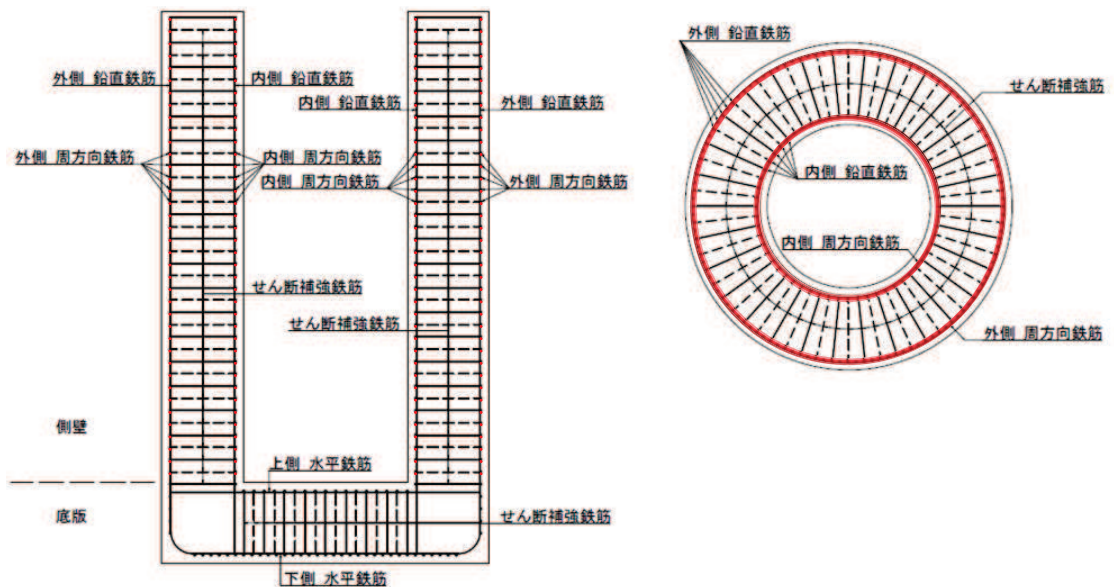 外側 鉛直鉄筋
内側 鉛直鉄筋
内側 鉛直鉄筋
外側 鉛直鉄筋
外側 周方向鉄筋
内側 周方向鉄筋
内側 周方向鉄筋
外側 周方向鉄筋
せん断補強鉄筋
せん断補強鉄筋
側壁
上側 水平鉄筋
底版
せん断補強鉄筋
下側 水平鉄筋
外側 鉛直鉄筋
せん断補強筋
内側 鉛直鉄筋
内側 周方向鉄筋
外側 周方向鉄筋